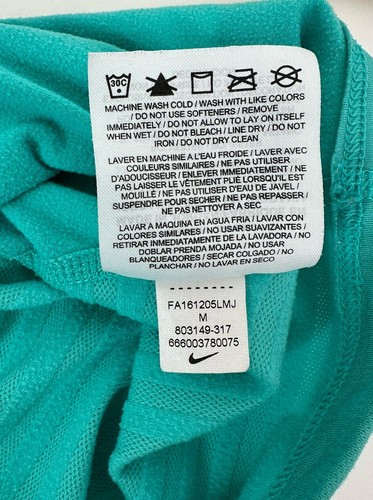 30C
MACHINE WASH COLD / WASH WITH LIKE COLORS
/ DO NOT USE SOFTENERS / REMOVE
IMMEDIATELY / DO NOT ALLOW TO LAY ON ITSELF
WHEN WET / DO NOT BLEACH / LINE DRY / DO NOT
IRON / DO NOT DRY CLEAN
LAVER EN MACHINE A L'EAU FROIDE / LAVER AVEC
COULEURS SIMILAIRES / NE PAS UTILISER
D'ADOUCISSEUR / ENLEVER IMMEDIATEMENT / NE
PAS LAISSER LE VÊTEMENT PLIÉ LORSQU'IL EST
MOUILLÉ / NE PAS UTILISER D'EAU DE JAVEL /
SUSPENDRE POUR SECHER / NE PAS REPASSER /
NE PAS NETTOYER A SEC
LAVAR A MAQUINA EN AGUA FRIA / LAVAR CON
COLORES SIMILARES / NO USAR SUAVIZANTES /
RETIRAR INMEDIATAMENTE DE LA LAVADORA / NO
DOBLAR PRENDA MOJADA / NO USAR
BLANQUEADORES / SECAR COLGADO / NO
PLANCHAR / NO LAVAR EN SECO
FA161205LMJ
M
803149-317
666003780075